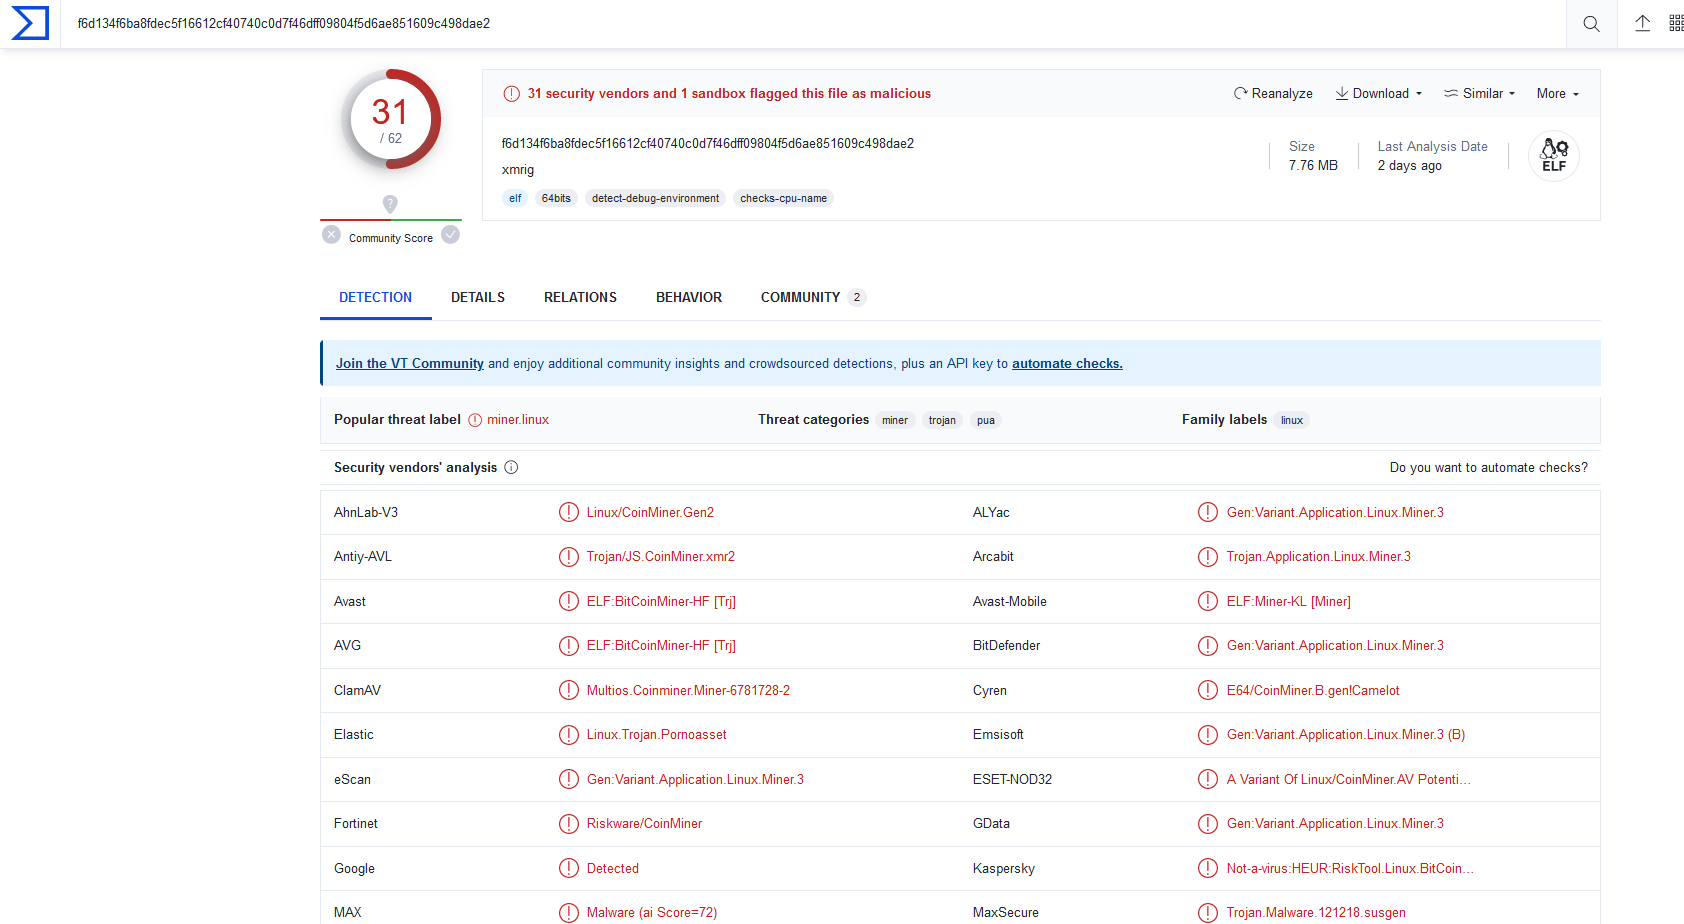 f6d134f6ba8fdec5f16612cf40740c0d7f46dff09804f5d6ae851609c498dae2
31
/ 62
?
Community Score
31 security vendors and 1 sandbox flagged this file as malicious
Reanalyze Download Similar More
f6d134f6ba8fdec5f16612cf40740c0d7f46dff09804f5d6ae851609c498dae2
xmrig
elf 64bits detect-debug-environment checks-cpu-name
Size
7.76 MB
Last Analysis Date
2 days ago
ELF
DETECTION DETAILS RELATIONS BEHAVIOR COMMUNITY 2
Join the VT Community and enjoy additional community insights and crowdsourced detections, plus an API key to automate checks.
Popular threat label miner.linux Threat categories miner trojan pua Family labels linux
Security vendors' analysis Do you want to automate checks?
AhnLab-V3 Linux/CoinMiner.Gen2 ALYac Gen:Variant.Application.Linux.Miner.3
Antiy-AVL Trojan/JS.CoinMiner.xmr2 Arcabit Trojan.Application.Linux.Miner.3
Avast ELF:BitCoinMiner-HF [Trj] Avast-Mobile ELF:Miner-KL [Miner]
AVG ELF:BitCoinMiner-HF [Trj] BitDefender Gen:Variant.Application.Linux.Miner.3
ClamAV Multios.Coinminer.Miner-6781728-2 Cyren E64/CoinMiner.B.gen!Camelot
Elastic Linux.Trojan.Pornoasset Emsisoft Gen:Variant.Application.Linux.Miner.3 (B)
eScan Gen:Variant.Application.Linux.Miner.3 ESET-NOD32 A Variant Of Linux/CoinMiner.AV Potenti...
Fortinet Riskware/CoinMiner GData Gen:Variant.Application.Linux.Miner.3
Google Detected Kaspersky Not-a-virus:HEUR:RiskTool.Linux.BitCoin...
MAX Malware (ai Score=72) MaxSecure Trojan.Malware.121218.susgen